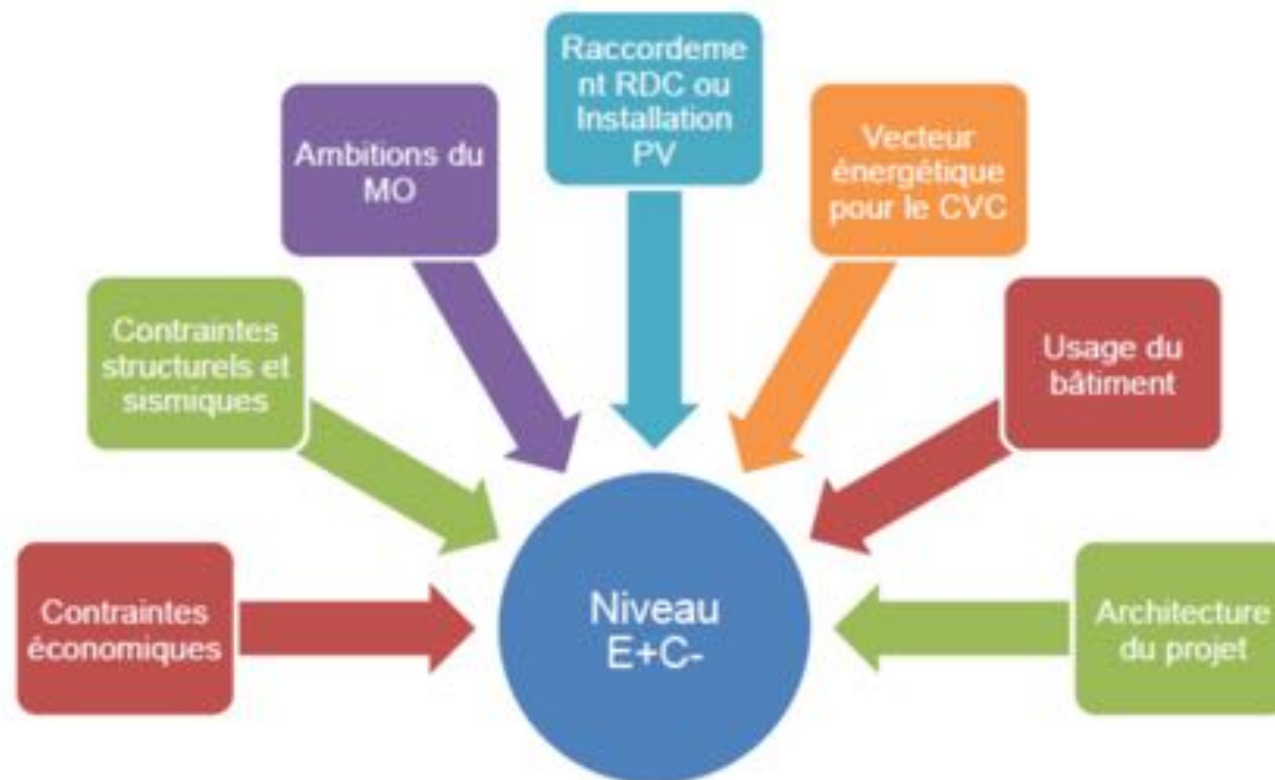 Raccordeme
nt RDC ou
Installation
PV
Ambitions du
MO
Vecteur
énergétique
pour le CVC
Contraintes
structurels et
sismiques
Usage du
bâtiment
Contraintes
économiques
Niveau
E+C-
Architecture
du projet